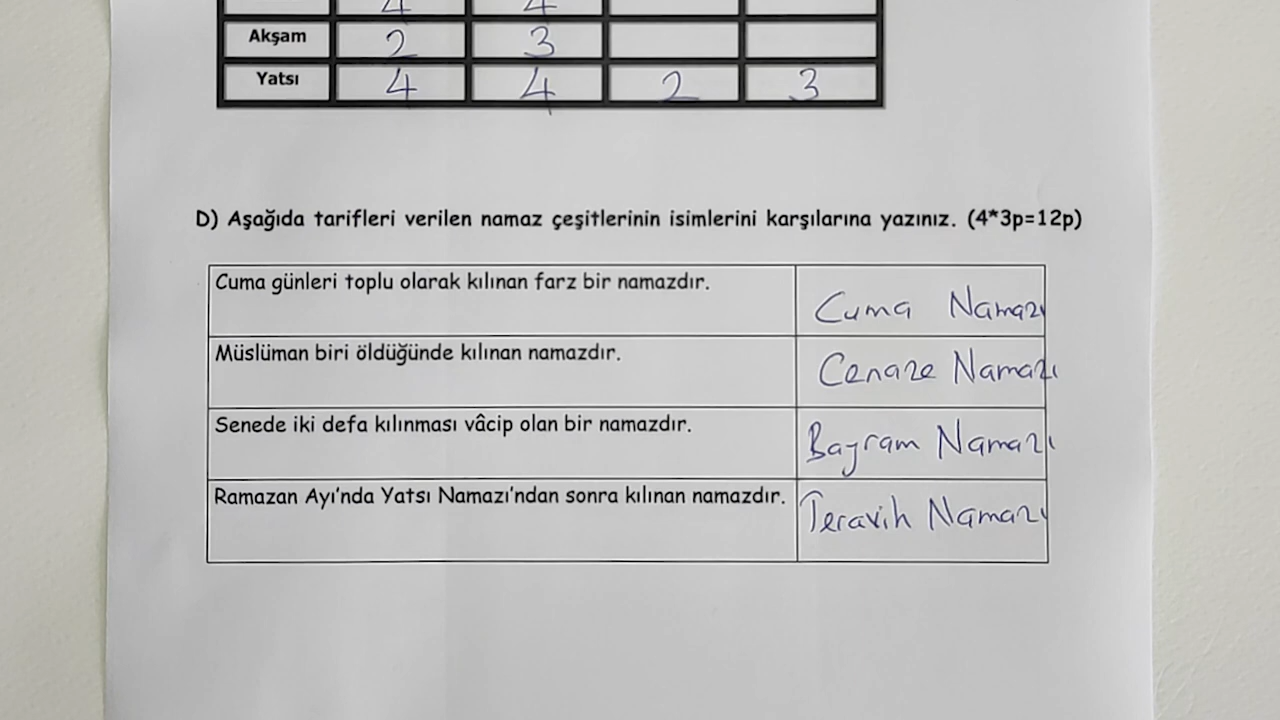 4 4
Akşam 2 3
Yatsı 4 4 2 3
D) Aşağıda tarifleri verilen namaz çeşitlerinin isimlerini karşılarına yazınız. (4*3p=12p)
Cuma günleri toplu olarak kılınan farz bir namazdır. Cuma Namazı
Müslüman biri öldüğünde kılınan namazdır. Cenaze Namazı
Senede iki defa kılınması vâcip olan bir namazdır. Bayram Namazı
Ramazan Ayı'nda Yatsı Namazı'ndan sonra kılınan namazdır. Teravih Namazı